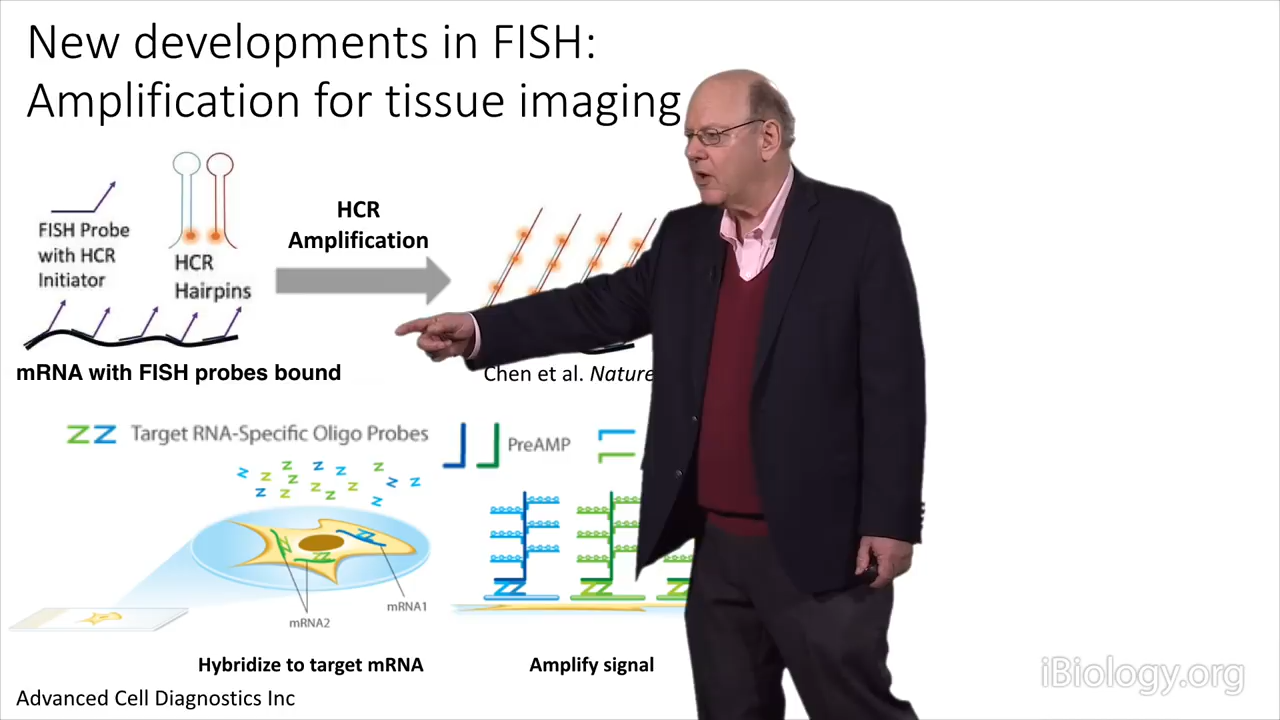 New developments in FISH:
Amplification for tissue imaging
FISH Probe
with HCR
Initiator
HCR
Hairpins
HCR
Amplification
mRNA with FISH probes bound
Chen et al. Nature
ZZ Target RNA-Specific Oligo Probes
PreAMP
mRNA1
mRNA2
Hybridize to target mRNA
Amplify signal
Advanced Cell Diagnostics Inc
iBiology.org